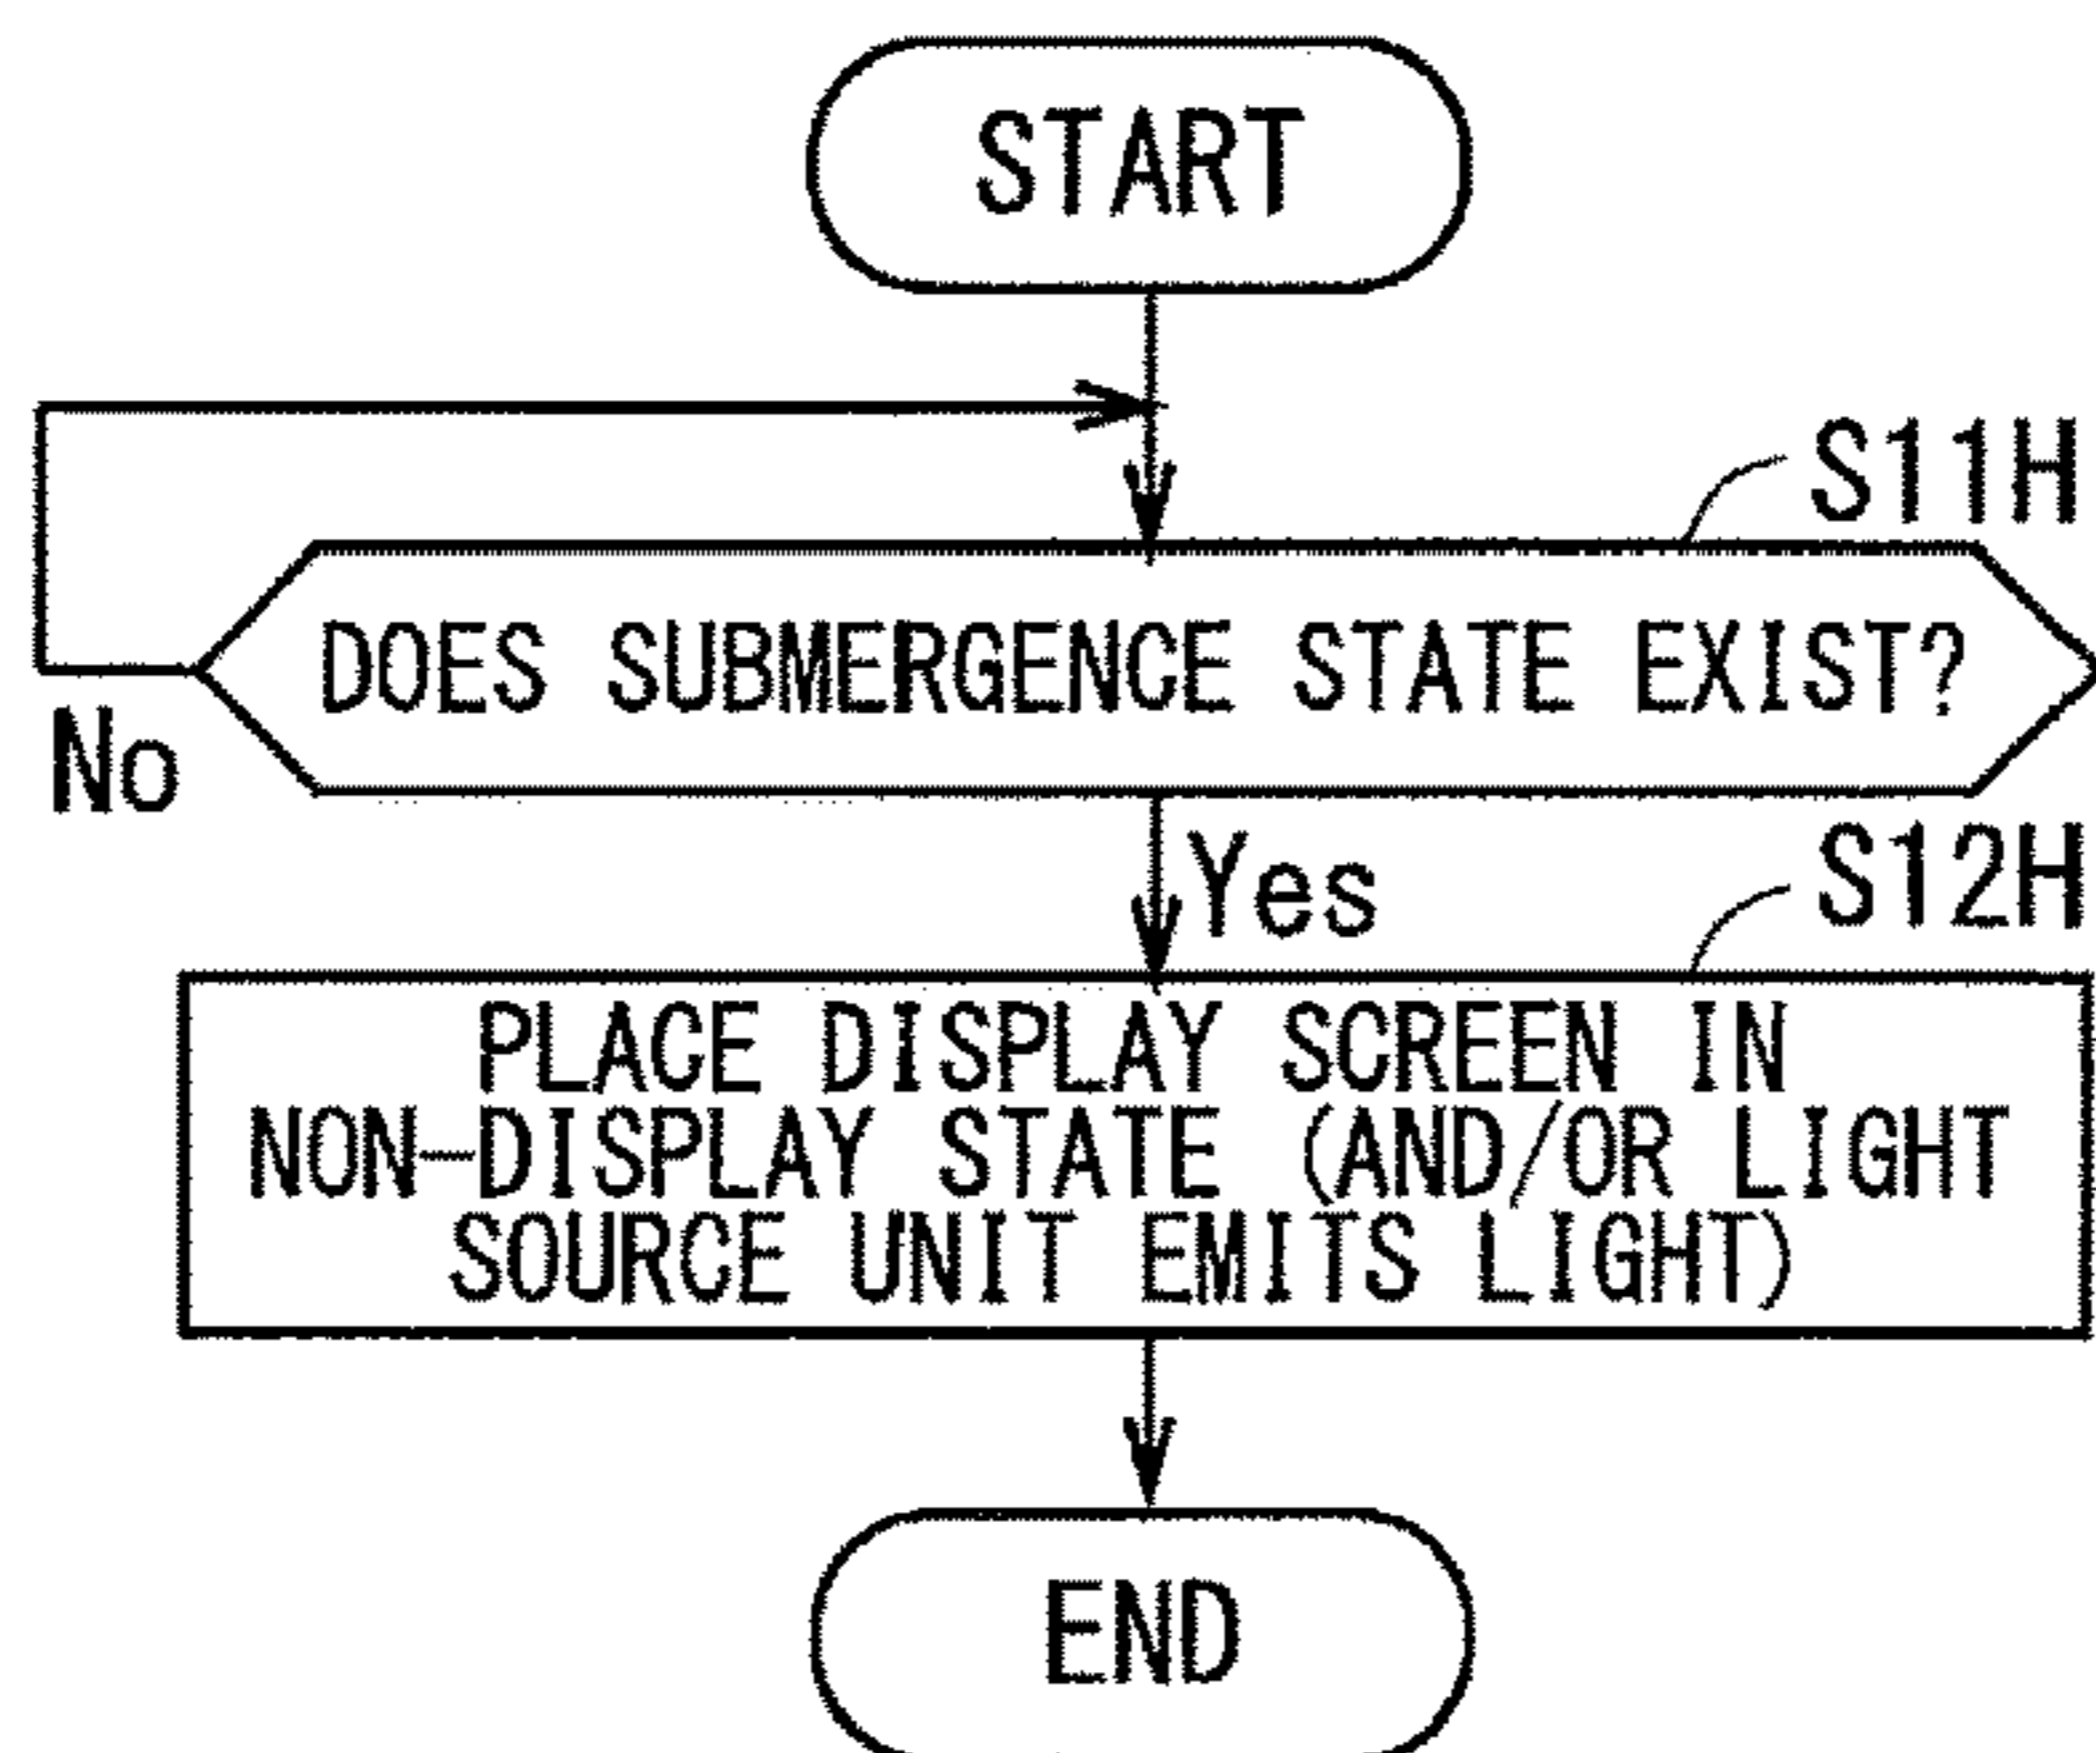 START
S11H
DOES SUBMERGENCE STATE EXIST?
No
Yes
S12H
PLACE DISPLAY SCREEN IN
NON-DISPLAY STATE (AND/OR LIGHT
SOURCE UNIT EMITS LIGHT)
END